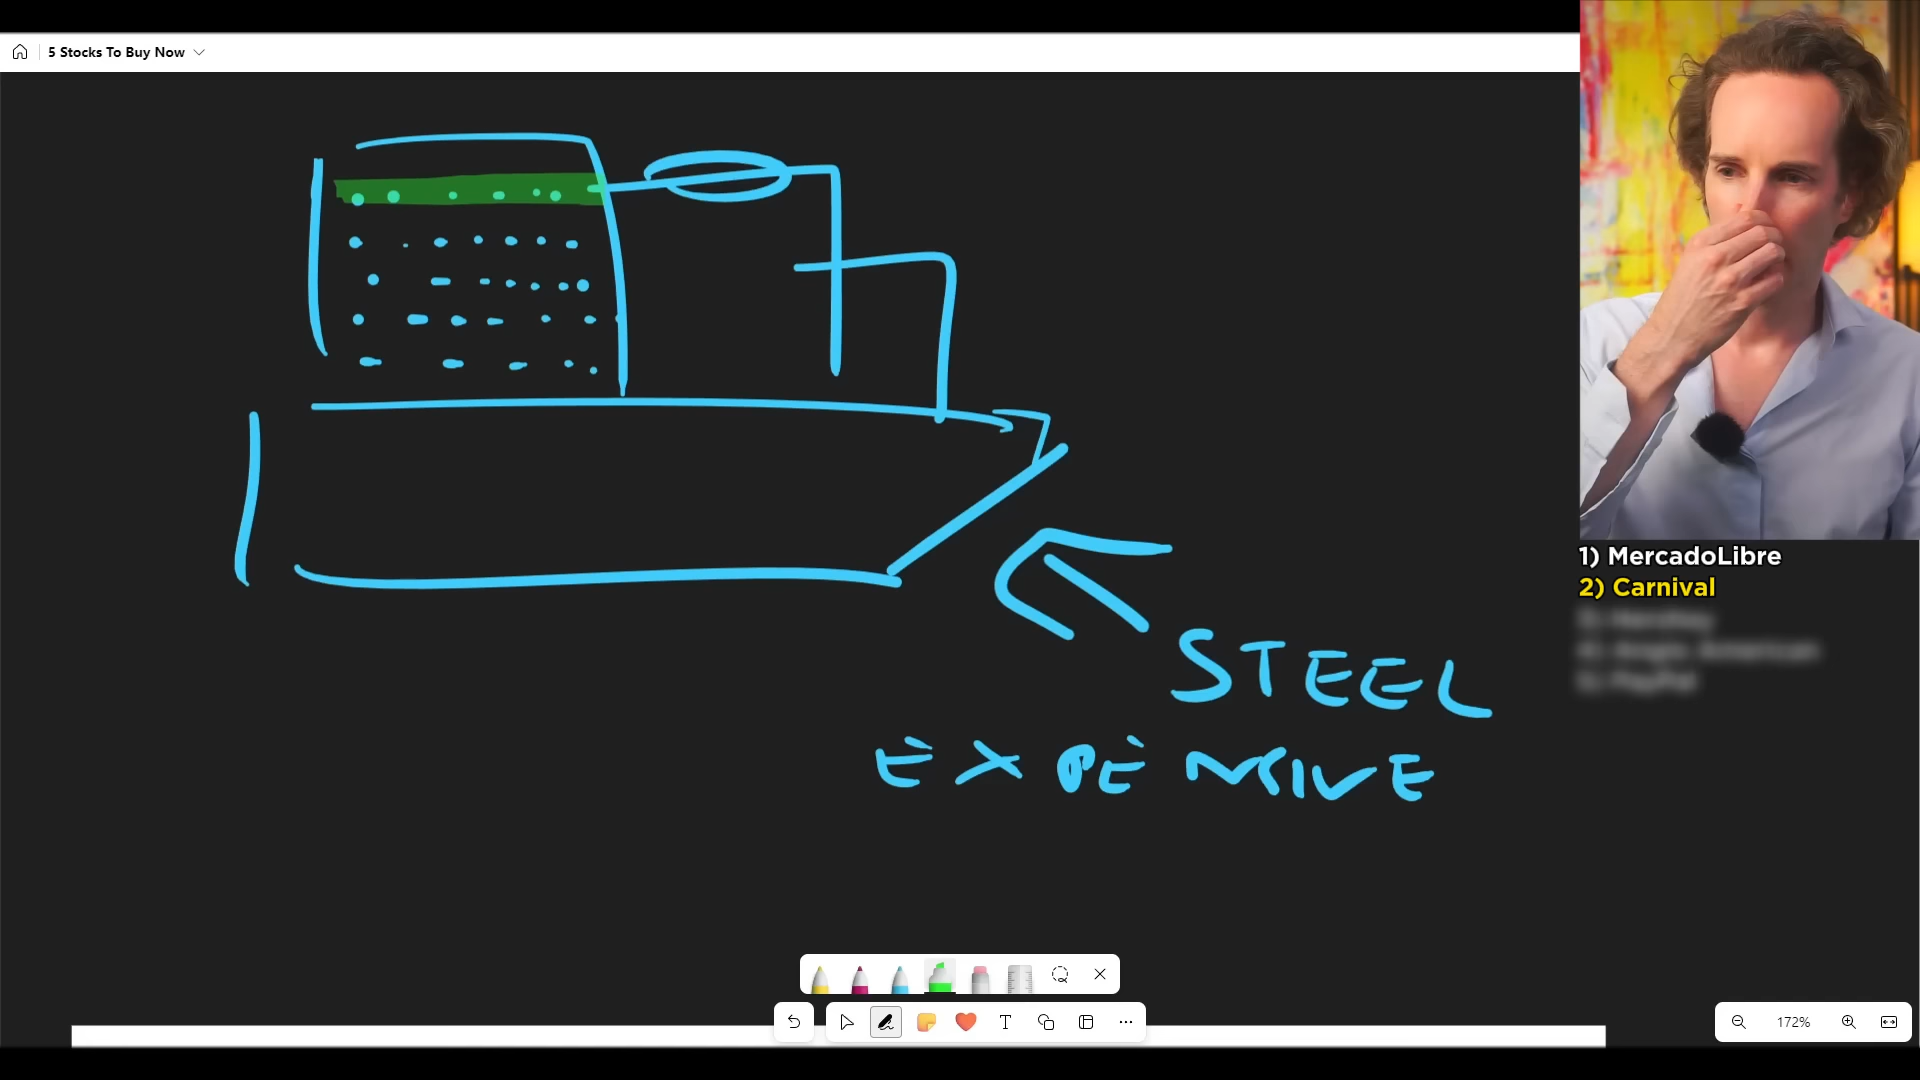 5 Stocks To Buy Now
1) MercadoLibre
2) Carnival
STEEL
EXPENSIVE
172%